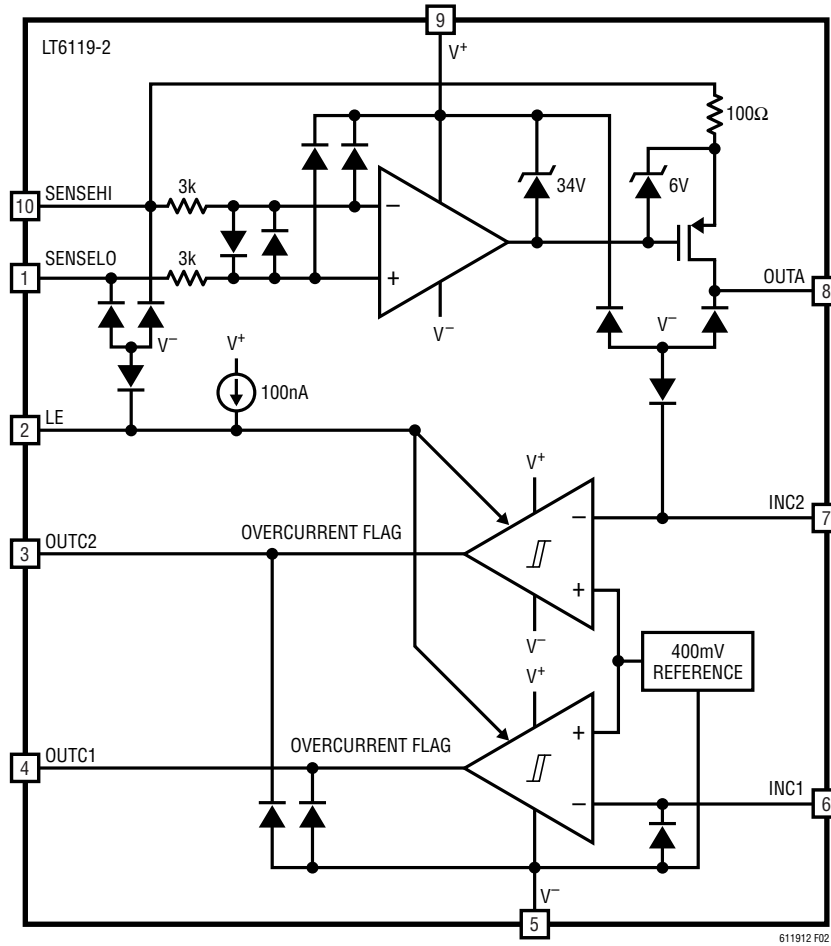 9
LT6119-2
V+
100Ω
3k
34V
6V
10 SENSEHI
−
3k
1 SENSELO
+
OUTA
8
V−
V−
V−
V+
100nA
2 LE
V+
INC2
7
−
3 OUTC2
OVERCURRENT FLAG
+
V−
400mV
REFERENCE
V+
4 OUTC1
OVERCURRENT FLAG
+
−
INC1
6
V−
5
611912 F02